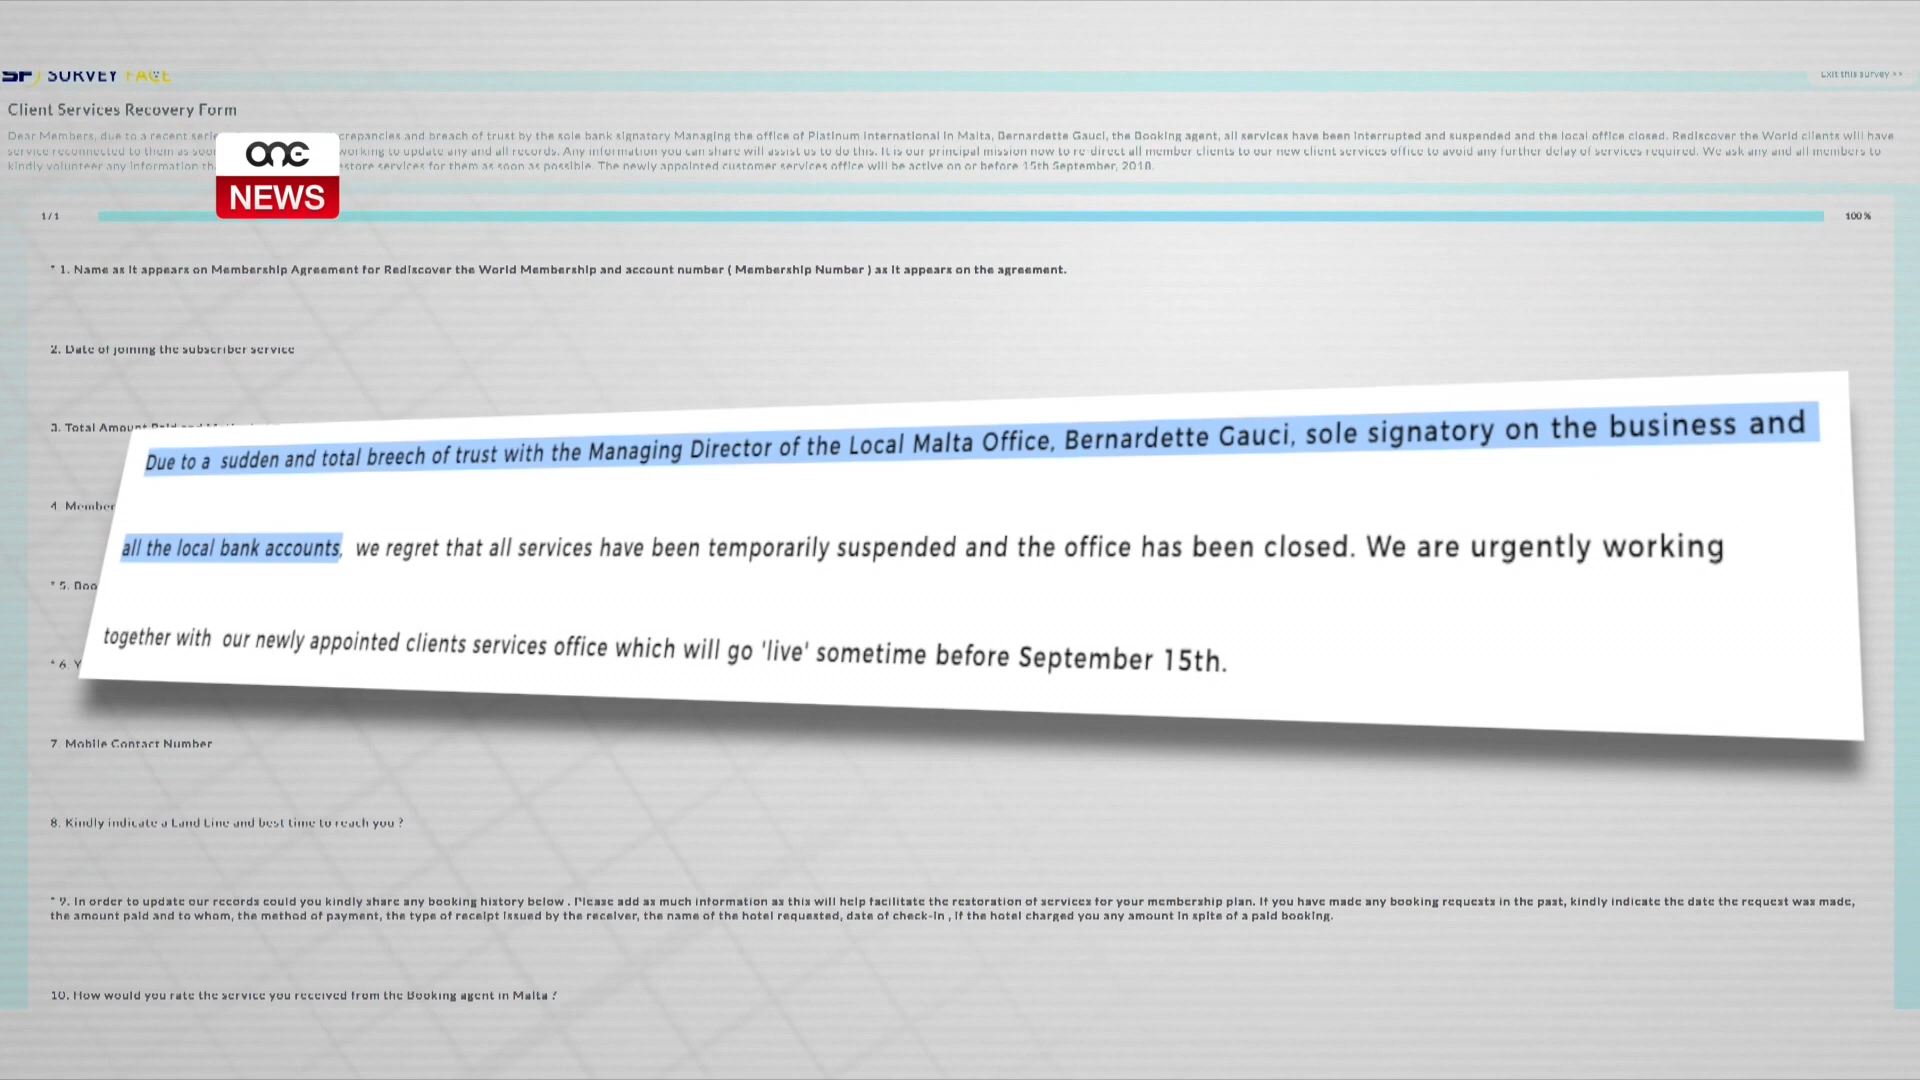 SF SURVEY FACE
Exit this survey >>
Client Services Recovery Form
Dear Members, due to a recent crepancies and breach of trust by the sole bank signatory Managing the office of Platinum International in Malta, Bernardette Gauci, the Booking agent, all services have been interrupted and suspended and the local office closed. Rediscover the World clients will have
service reconnected to them as soo working to update any and all records. Any information you can share will assist us to do this. It is our principal mission now to re direct all member clients to our new client services office to avoid any further delay of services required. We ask any and all members to
kindly volunteer any information th store services for them as soon as possible. The newly appointed customer services office will be active on or before 15th September, 2018.
one
NEWS
1/1
100%
* 1. Name as it appears on Membership Agreement for Rediscover the World Membership and account number ( Membership Number ) as it appears on the agreement.
2. Date of joining the subscriber service
3. Total Amount
Due to a sudden and total breech of trust with the Managing Director of the Local Malta Office, Bernardette Gauci, sole signatory on the business and
4. Member
all the local bank accounts, we regret that all services have been temporarily suspended and the office has been closed. We are urgently working
* 5. Boo
together with our newly appointed clients services office which will go 'live' sometime before September 15th.
* 6. Y
7. Mobile Contact Number
8. Kindly indicate a Land Line and best time to reach you ?
* 9. In order to update our records could you kindly share any booking history below . Please add as much information as this will help facilitate the restoration of services for your membership plan. If you have made any booking requests in the past, kindly indicate the date the request was made,
the amount paid and to whom, the method of payment, the type of receipt issued by the receiver, the name of the hotel requested, date of check-in , if the hotel charged you any amount in spite of a paid booking.
10. How would you rate the service you received from the Booking agent in Malta ?